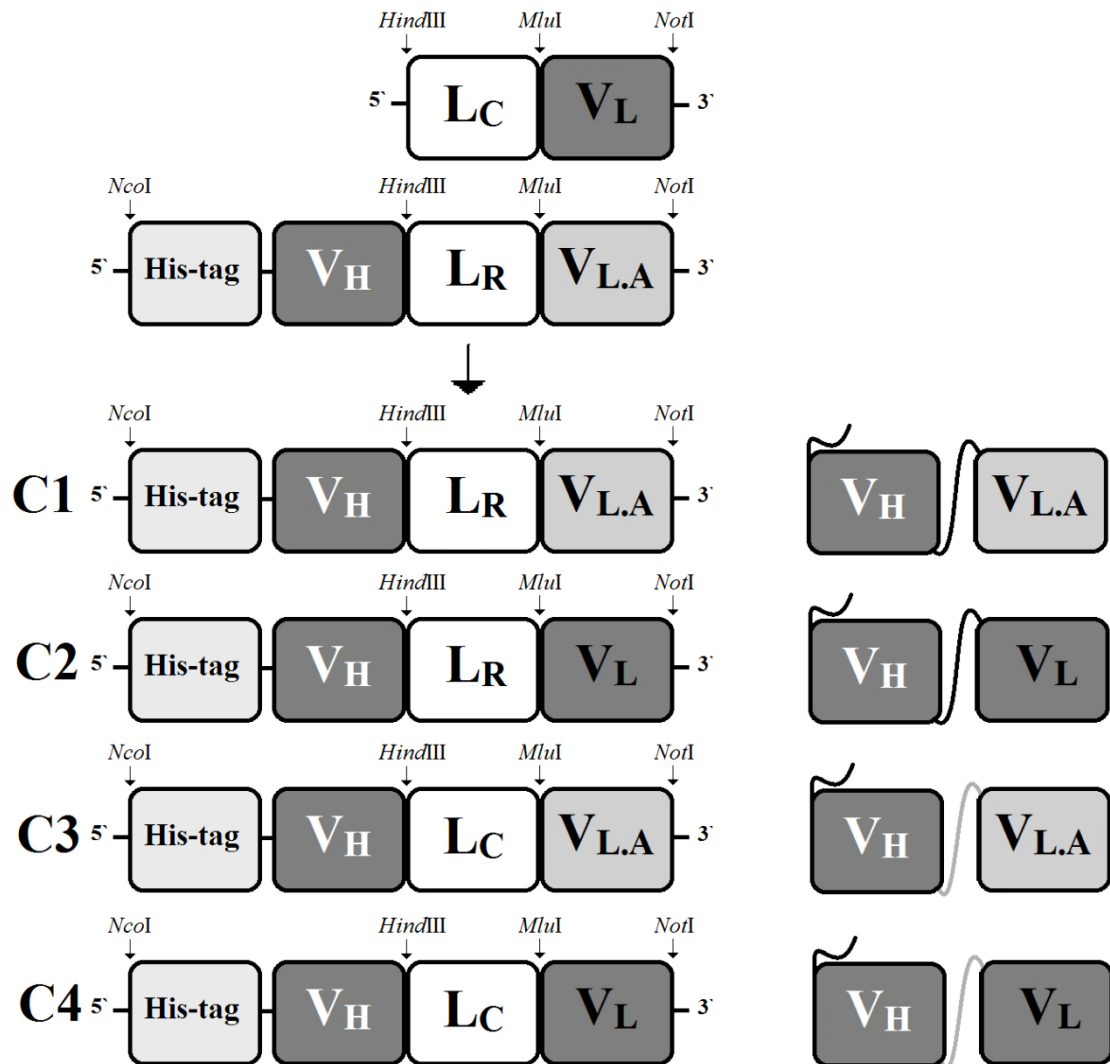 HindIII MluI NotI
5` LC VL 3`
NcoI HindIII MluI NotI
5` His-tag VH LR VL.A 3`
NcoI HindIII MluI NotI
C1 5` His-tag VH LR VL.A 3` VH VL.A
NcoI HindIII MluI NotI
C2 5` His-tag VH LR VL 3` VH VL
NcoI HindIII MluI NotI
C3 5` His-tag VH LC VL.A 3` VH VL.A
NcoI HindIII MluI NotI
C4 5` His-tag VH LC VL 3` VH VL